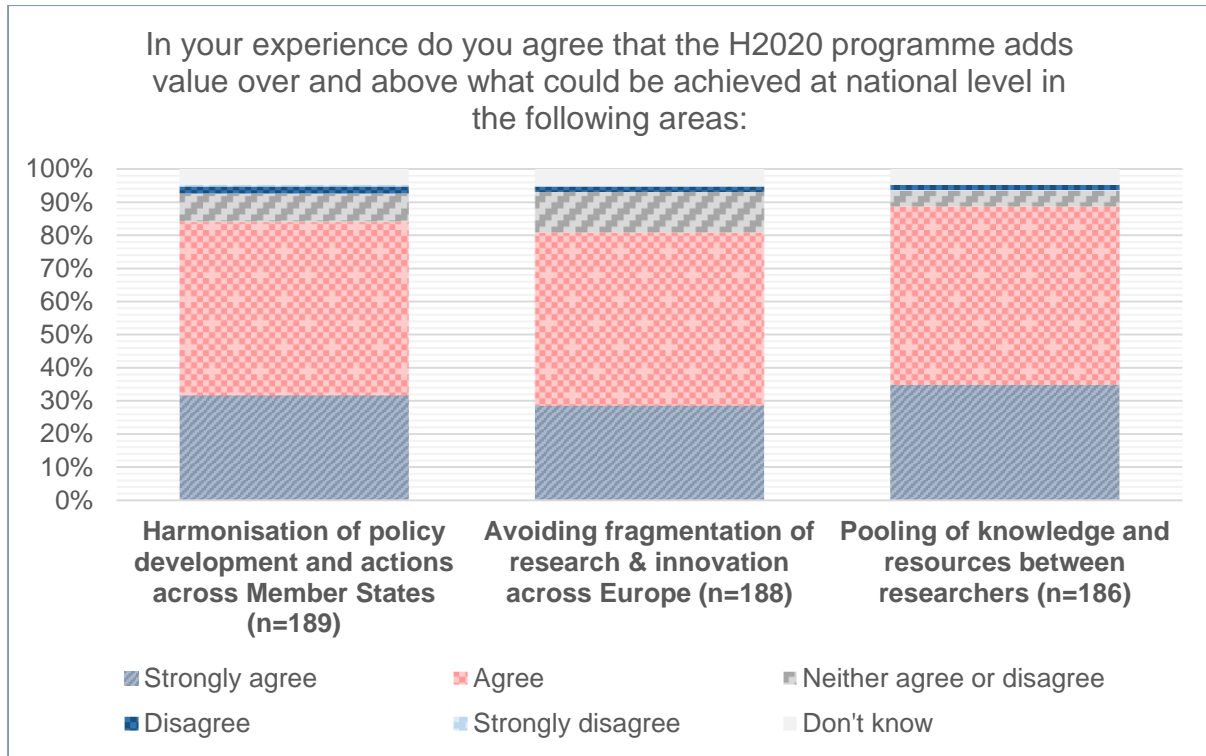 In your experience do you agree that the H2020 programme adds
value over and above what could be achieved at national level in
the following areas:
100%
90%
80%
70%
60%
50%
40%
30%
20%
10%
0%
Harmonisation of policy
development and actions
across Member States
(n=189)
Avoiding fragmentation of
research & innovation
across Europe (n=188)
Pooling of knowledge and
resources between
researchers (n=186)
Strongly agree
Agree
Neither agree or disagree
Disagree
Strongly disagree
Don't know